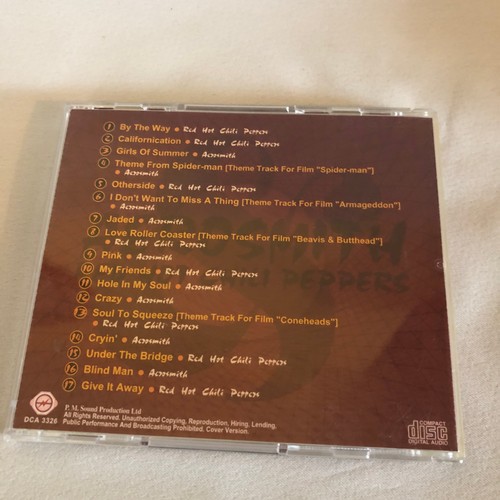 1 By The Way • Red Hot Chili Peppers
2 Californication • Red Hot Chili Peppers
3 Girls Of Summer • Aerosmith
4 Theme From Spider-man [Theme Track For Film "Spider-man"]
• Aerosmith
5 Otherside • Red Hot Chili Peppers
6 I Don't Want To Miss A Thing [Theme Track For Film "Armageddon"]
• Aerosmith
7 Jaded • Aerosmith
8 Love Roller Coaster [Theme Track For Film "Beavis & Butthead"]
• Red Hot Chili Peppers
9 Pink • Aerosmith
10 My Friends • Red Hot Chili Peppers
11 Hole In My Soul • Aerosmith
12 Crazy • Aerosmith
13 Soul To Squeeze [Theme Track For Film "Coneheads"]
• Red Hot Chili Peppers
14 Cryin' • Aerosmith
15 Under The Bridge • Red Hot Chili Peppers
16 Blind Man • Aerosmith
17 Give It Away • Red Hot Chili Peppers
P. M. Sound Production Ltd
All Rights Reserved. Unauthorized Copying, Reproduction, Hiring, Lending,
Public Performance And Broadcasting Prohibited. Cover Version.
DCA 3326
COMPACT
disc
DIGITAL AUDIO